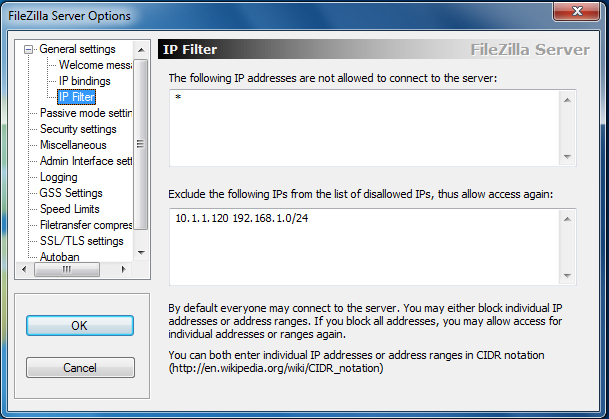 FileZilla Server Options
General settings
Welcome messa
IP bindings
IP Filter
Passive mode settin
Security settings
Miscellaneous
Admin Interface sett
Logging
GSS Settings
Speed Limits
Filetransfer compres
SSL/TLS settings
Autoban
OK
Cancel
IP Filter
FileZilla Server
The following IP addresses are not allowed to connect to the server:
*
Exclude the following IPs from the list of disallowed IPs, thus allow access again:
10.1.1.120 192.168.1.0/24
By default everyone may connect to the server. You may either block individual IP
addresses or address ranges. If you block all addresses, you may allow access for
individual addresses or ranges again.
You can both enter individual IP addresses or address ranges in CIDR notation
(http://en.wikipedia.org/wiki/CIDR_notation)